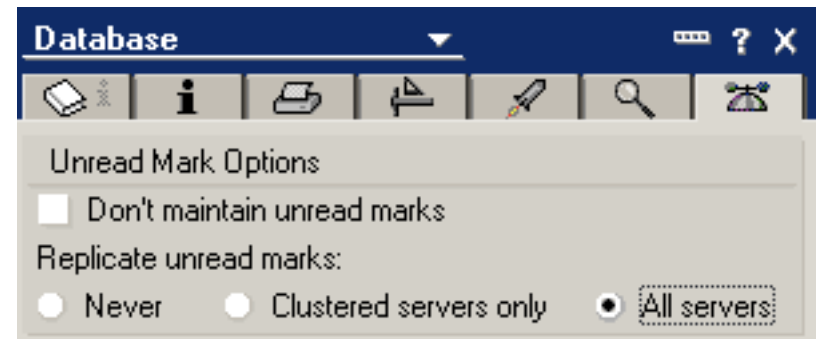 Database ? X
i i
Unread Mark Options
Don't maintain unread marks
Replicate unread marks:
Never Clustered servers only All servers